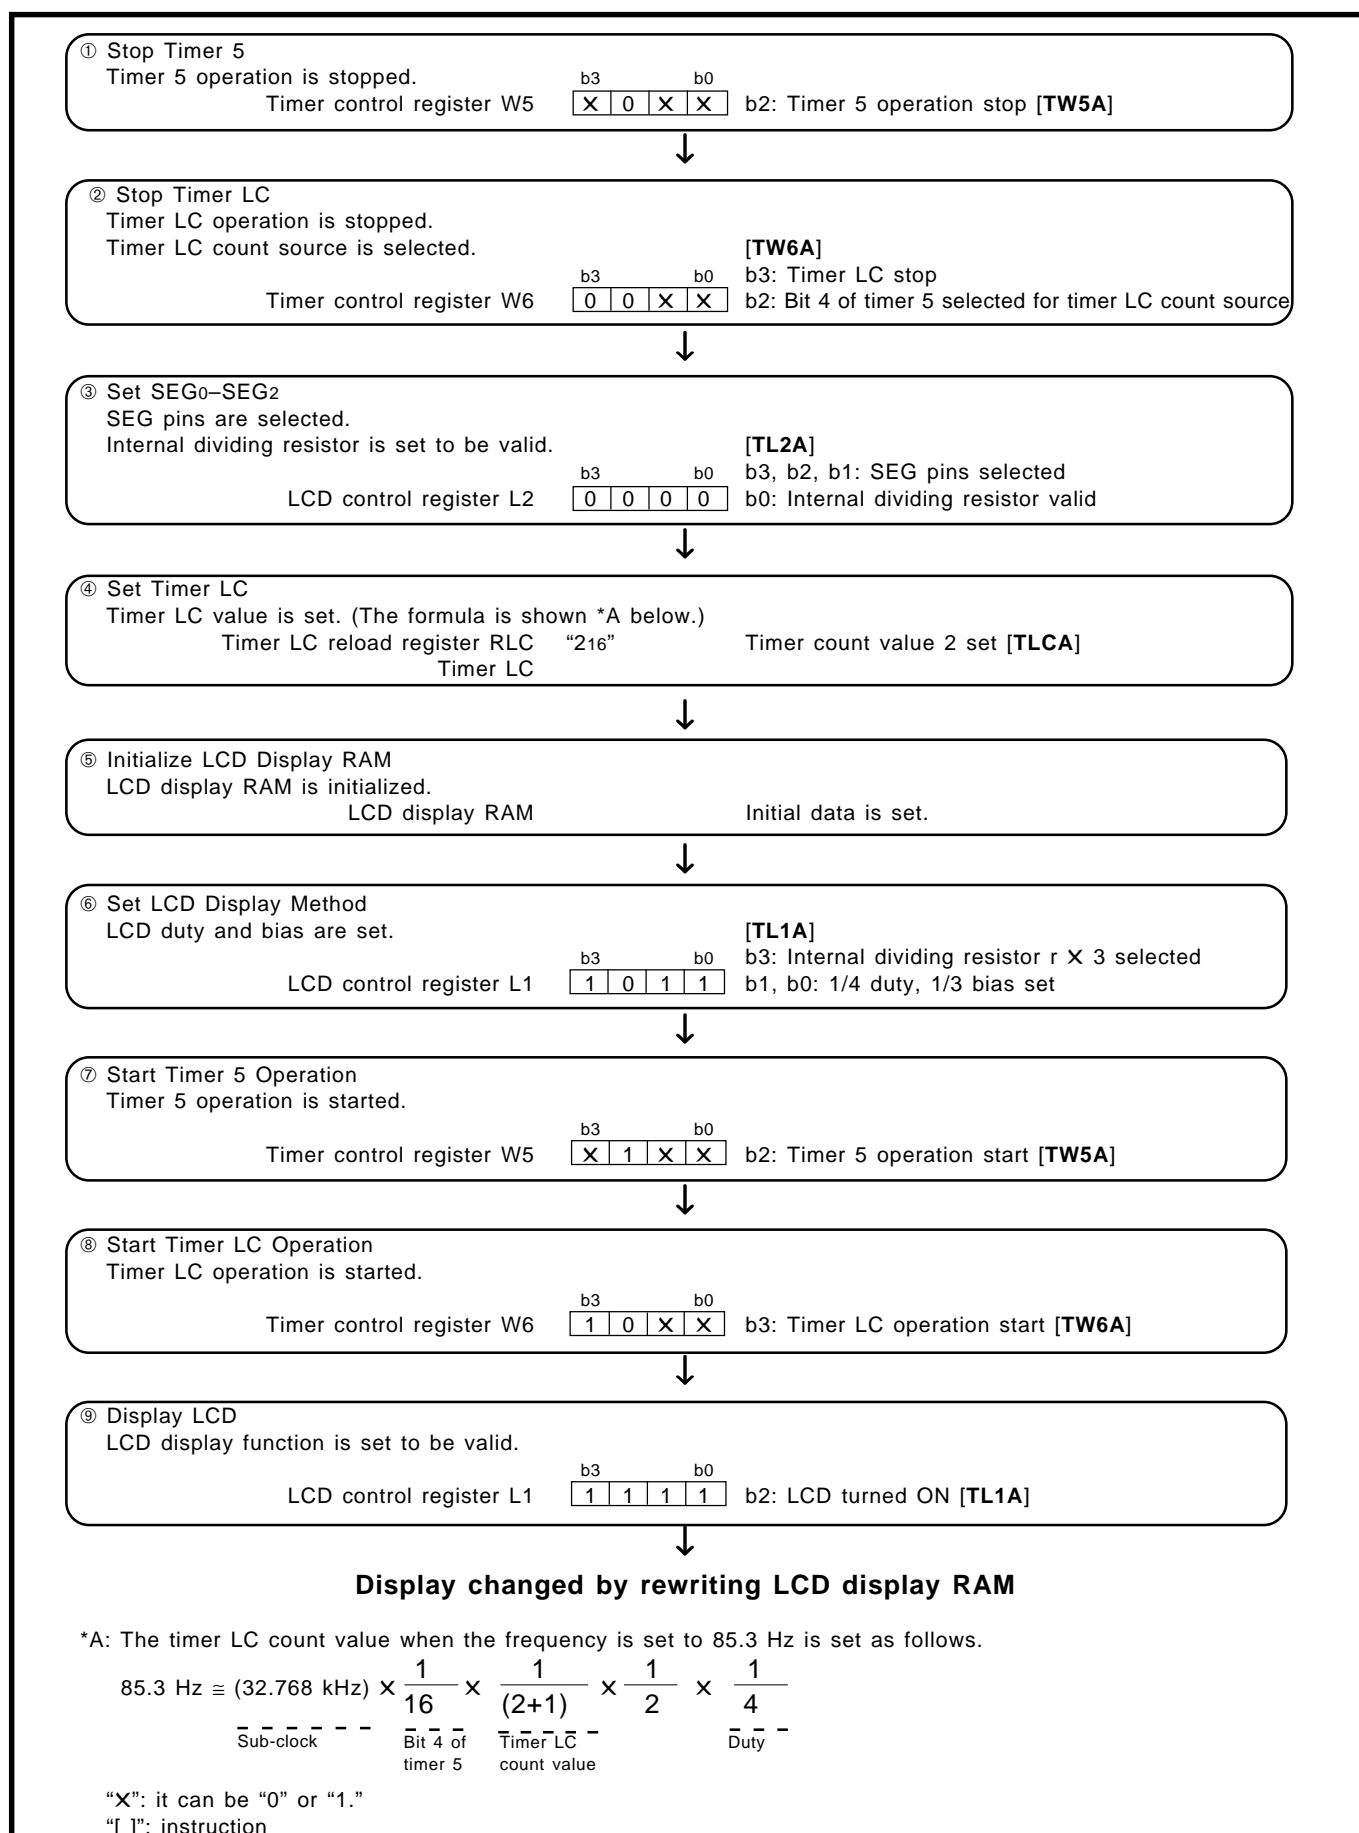 ① Stop Timer 5
Timer 5 operation is stopped.
b3 b0
Timer control register W5 X 0 X X b2: Timer 5 operation stop [TW5A]
↓
② Stop Timer LC
Timer LC operation is stopped.
Timer LC count source is selected. [TW6A]
b3 b0 b3: Timer LC stop
Timer control register W6 0 0 X X b2: Bit 4 of timer 5 selected for timer LC count source
↓
③ Set SEG0–SEG2
SEG pins are selected.
Internal dividing resistor is set to be valid. [TL2A]
b3 b0 b3, b2, b1: SEG pins selected
LCD control register L2 0 0 0 0 b0: Internal dividing resistor valid
↓
④ Set Timer LC
Timer LC value is set. (The formula is shown *A below.)
Timer LC reload register RLC “216” Timer count value 2 set [TLCA]
Timer LC
↓
⑤ Initialize LCD Display RAM
LCD display RAM is initialized.
LCD display RAM Initial data is set.
↓
⑥ Set LCD Display Method
LCD duty and bias are set. [TL1A]
b3 b0 b3: Internal dividing resistor r X 3 selected
LCD control register L1 1 0 1 1 b1, b0: 1/4 duty, 1/3 bias set
↓
⑦ Start Timer 5 Operation
Timer 5 operation is started.
b3 b0
Timer control register W5 X 1 X X b2: Timer 5 operation start [TW5A]
↓
⑧ Start Timer LC Operation
Timer LC operation is started.
b3 b0
Timer control register W6 1 0 X X b3: Timer LC operation start [TW6A]
↓
⑨ Display LCD
LCD display function is set to be valid.
b3 b0
LCD control register L1 1 1 1 1 b2: LCD turned ON [TL1A]
↓
Display changed by rewriting LCD display RAM
*A: The timer LC count value when the frequency is set to 85.3 Hz is set as follows.
1 1 1 1
85.3 Hz ≅ (32.768 kHz) X X X X
16 (2+1) 2 4
Sub-clock Bit 4 of Timer LC Duty
timer 5 count value
“X”: it can be “0” or “1.”
“[ ]”: instruction